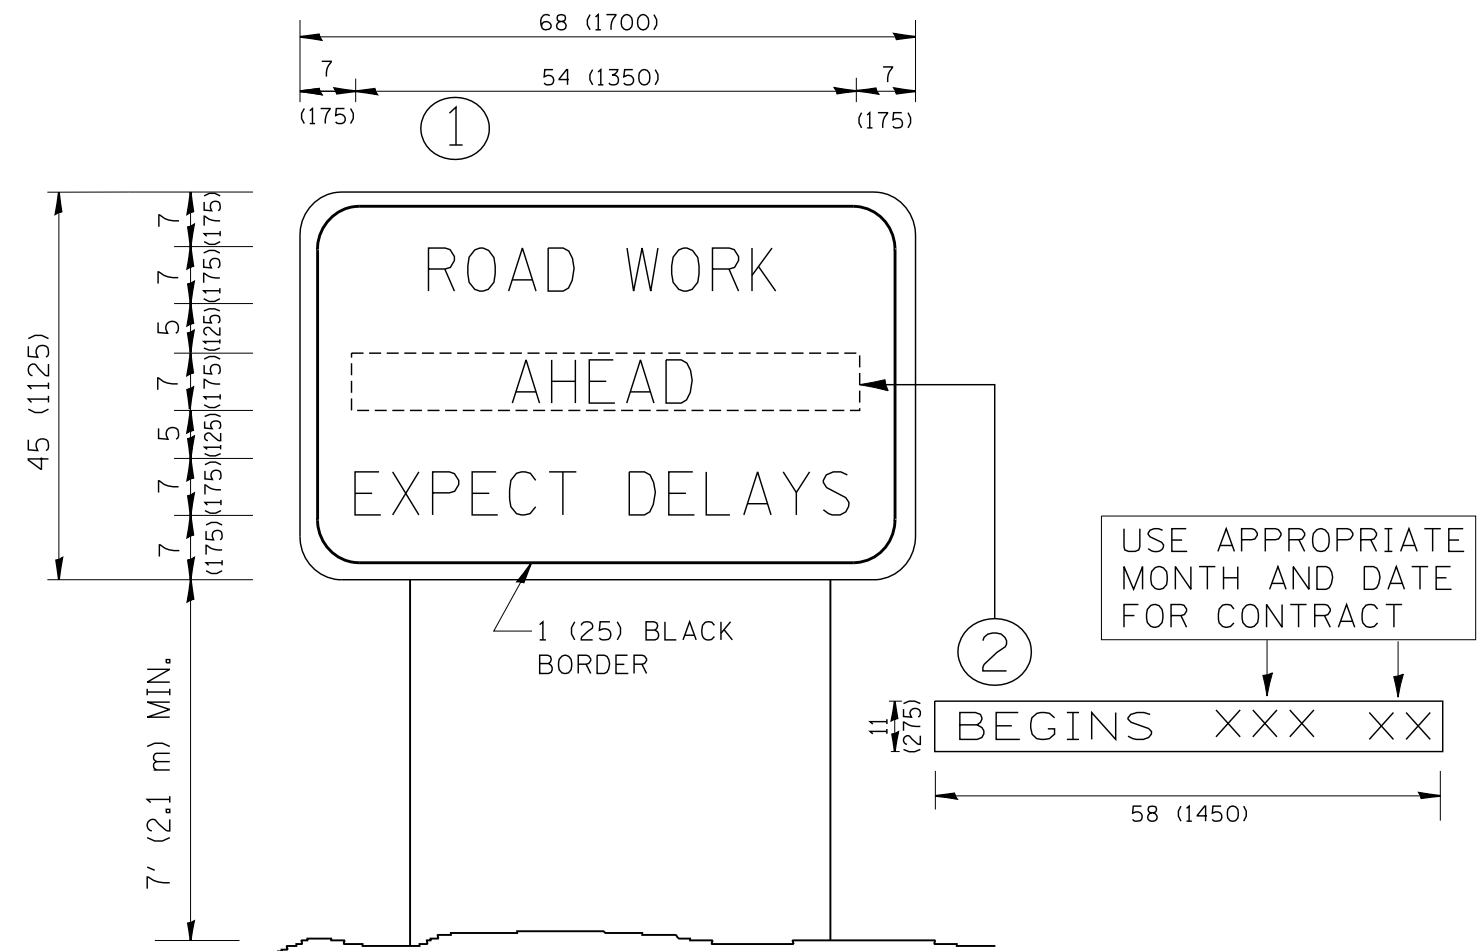 68 (1700)
7 54 (1350) 7
(175) (175)
1
ROAD WORK
AHEAD
EXPECT DELAYS
45 (1125)
7 (175)
7 (175)
5 (125)
7 (175)
5 (125)
7 (175)
7 (175)
7' (2.1 m) MIN.
1 (25) BLACK
BORDER
2
USE APPROPRIATE
MONTH AND DATE
FOR CONTRACT
11
(275)
BEGINS XXX XX
58 (1450)